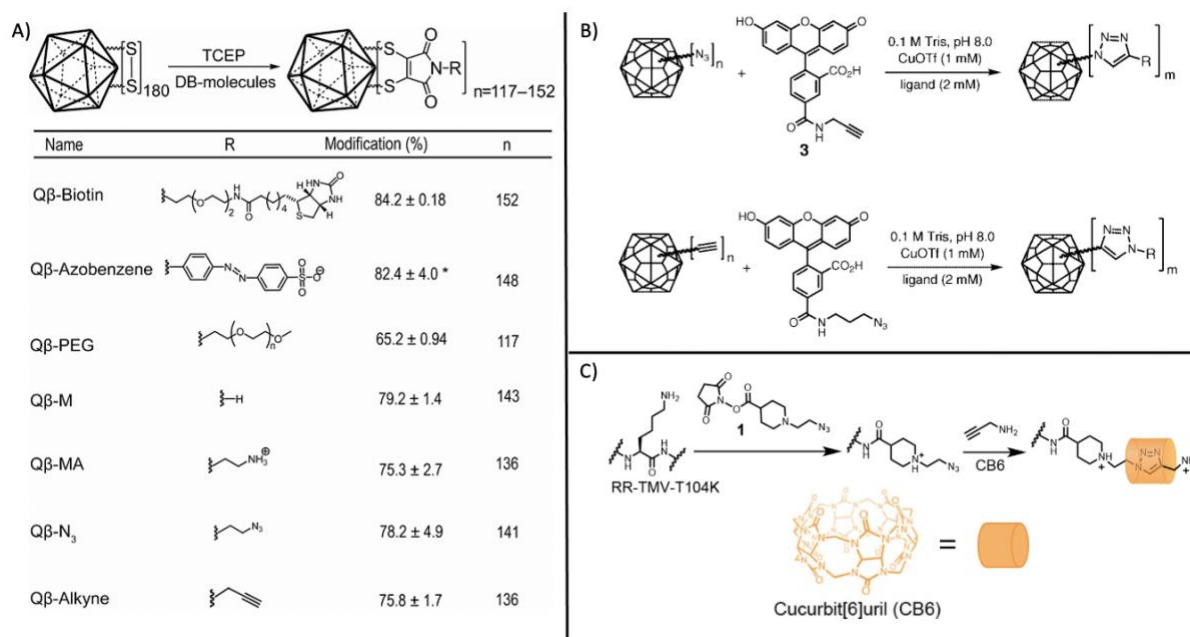 A)
TCEP
DB-molecules
S
S
180
S
S
O
N-R
O
n=117–152
Name R Modification (%) n
Qβ-Biotin 84.2 ± 0.18 152
Qβ-Azobenzene 82.4 ± 4.0 * 148
Qβ-PEG 65.2 ± 0.94 117
Qβ-M H 79.2 ± 1.4 143
Qβ-MA NH3⊕ 75.3 ± 2.7 136
Qβ-N₃ N₃ 78.2 ± 4.9 141
Qβ-Alkyne 75.8 ± 1.7 136
B)
[N₃]n
+
HO O O
CO₂H
O N H
3
0.1 M Tris, pH 8.0
CuOTf (1 mM)
ligand (2 mM)
N=N
N
R
m
n
+
HO O O
CO₂H
O N H
N₃
0.1 M Tris, pH 8.0
CuOTf (1 mM)
ligand (2 mM)
N=N
N-R
m
C)
NH₂
RR-TMV-T104K
1
N₃
NH₂
CB6
=
Cucurbit[6]uril (CB6)